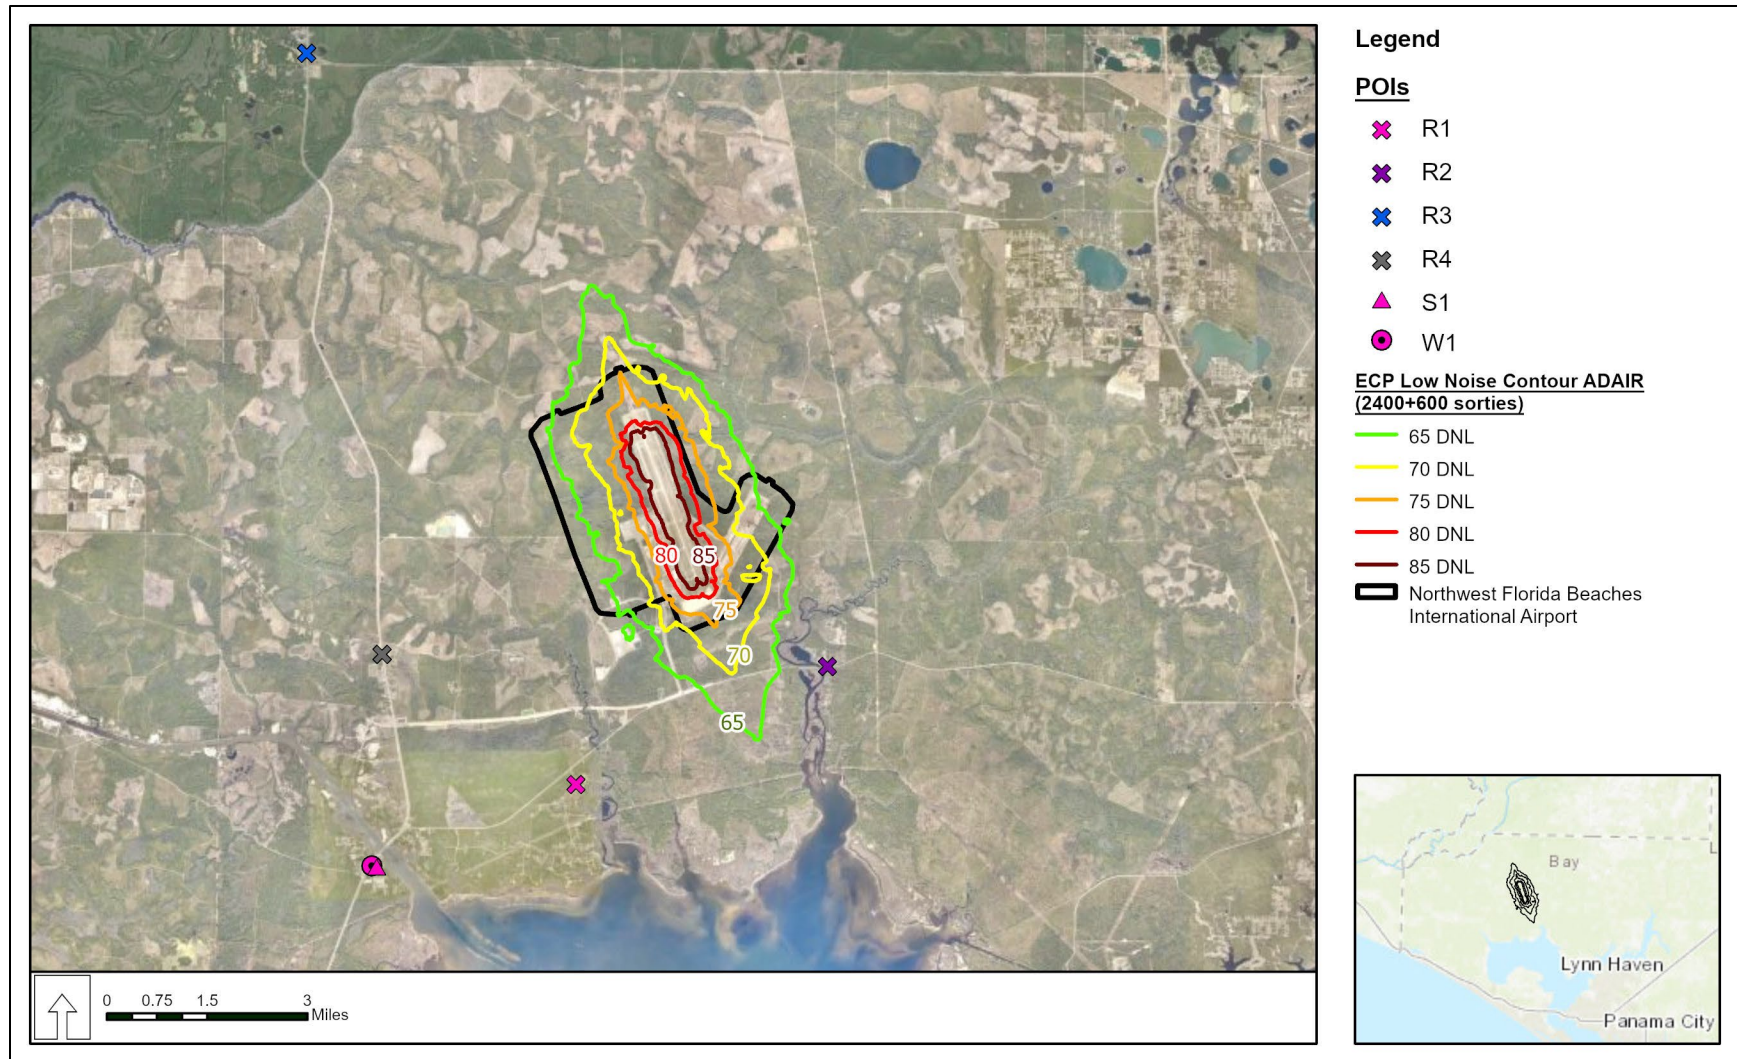 Legend
POIs
R1
R2
R3
R4
S1
W1
ECP Low Noise Contour ADAIR
(2400+600 sorties)
65 DNL
70 DNL
75 DNL
80 DNL
85 DNL
Northwest Florida Beaches
International Airport
80 85
75
70
65
0 0.75 1.5 3
Miles
Bay
L
Lynn Haven
Panama City